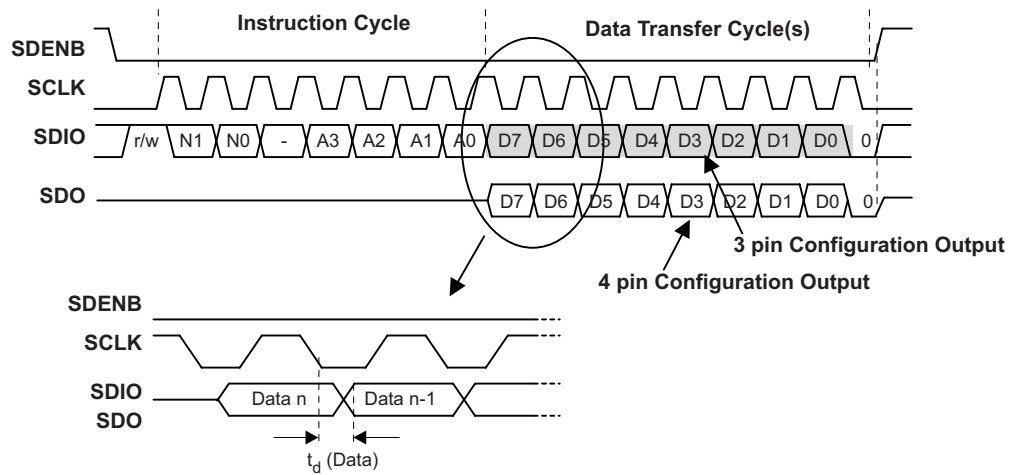 Instruction Cycle Data Transfer Cycle(s)
SDENB
SCLK
SDIO r/w N1 N0 - A3 A2 A1 A0 D7 D6 D5 D4 D3 D2 D1 D0 0
SDO D7 D6 D5 D4 D3 D2 D1 D0 0
3 pin Configuration Output
4 pin Configuration Output
SDENB
SCLK
SDIO Data n Data n-1
SDO
td (Data)